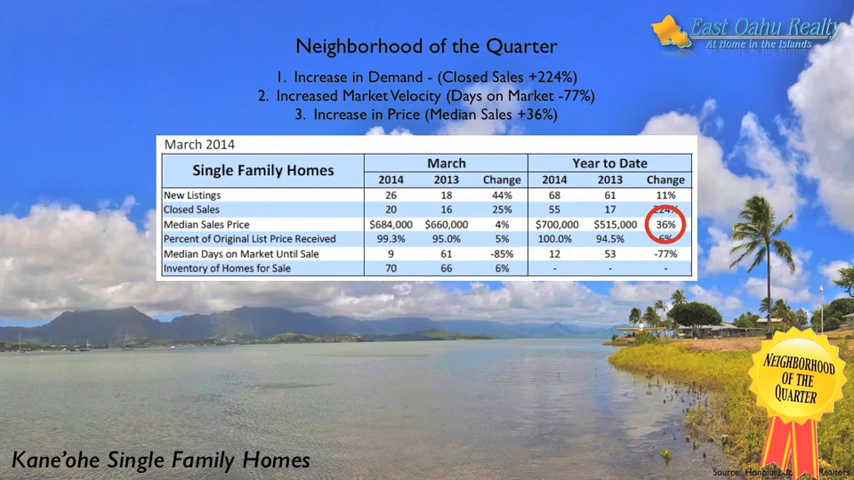 East Oahu Realty
At Home in the Islands
Neighborhood of the Quarter
1. Increase in Demand - (Closed Sales +224%)
2. Increased Market Velocity (Days on Market -77%)
3. Increase in Price (Median Sales +36%)
March 2014
Single Family Homes March Year to Date
2014 2013 Change 2014 2013 Change
New Listings 26 18 44% 68 61 11%
Closed Sales 20 16 25% 55 17 224%
Median Sales Price $684,000 $660,000 4% $700,000 $515,000 36%
Percent of Original List Price Received 99.3% 95.0% 5% 100.0% 94.5% 6%
Median Days on Market Until Sale 9 61 -85% 12 53 -77%
Inventory of Homes for Sale 70 66 6% - - -
NEIGHBORHOOD
OF THE
QUARTER
Kane'ohe Single Family Homes
Source: Realtors